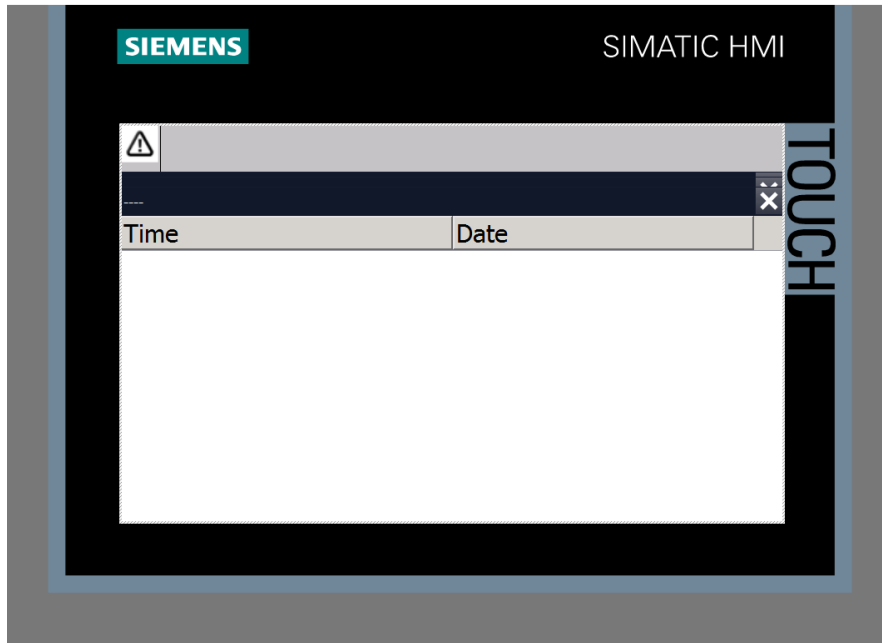 SIEMENS
SIMATIC HMI
TOUCH
----
Time
Date